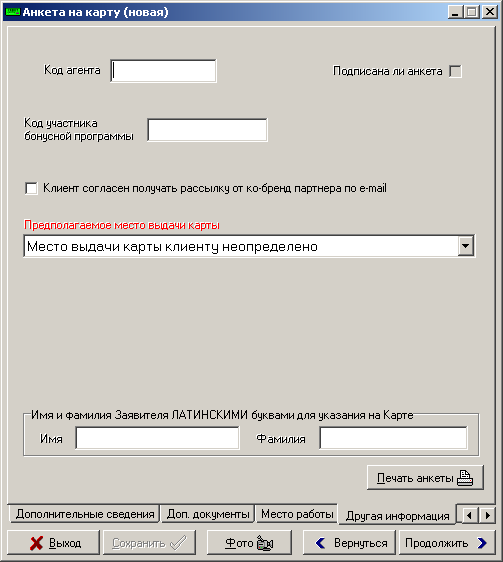 Анкета на карту (новая)
Код агента
Подписана ли анкета
Код участника
бонусной программы
Клиент согласен получать рассылку от ко-бренд партнера по e-mail
Предполагаемое место выдачи карты
Место выдачи карты клиенту неопределено
Имя и фамилия Заявителя ЛАТИНСКИМИ буквами для указания на Карте
Имя Фамилия
Печать анкеты
Дополнительные сведения Доп. документы Место работы Другая информация
Выход Сохранить Фото Вернуться Продолжить